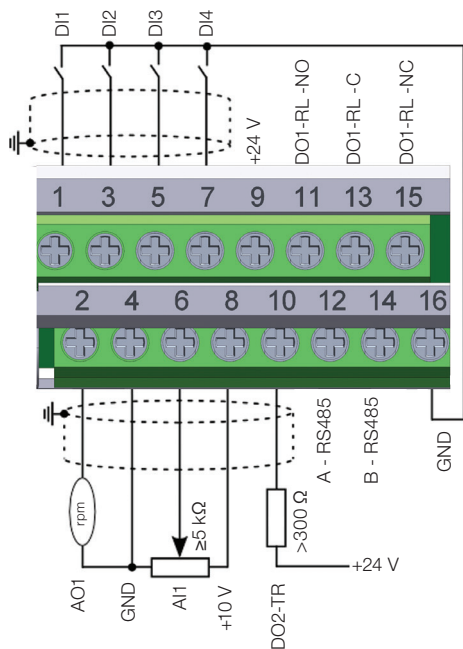 DI1
DI2
DI3
DI4
+24 V
DO1-RL -NO
DO1-RL -C
DO1-RL -NC
1 3 5 7 9 11 13 15
2 4 6 8 10 12 14 16
rpm
≥5 kΩ
>300 Ω
A - RS485
B - RS485
GND
+24 V
AO1
GND
AI1
+10 V
DO2-TR